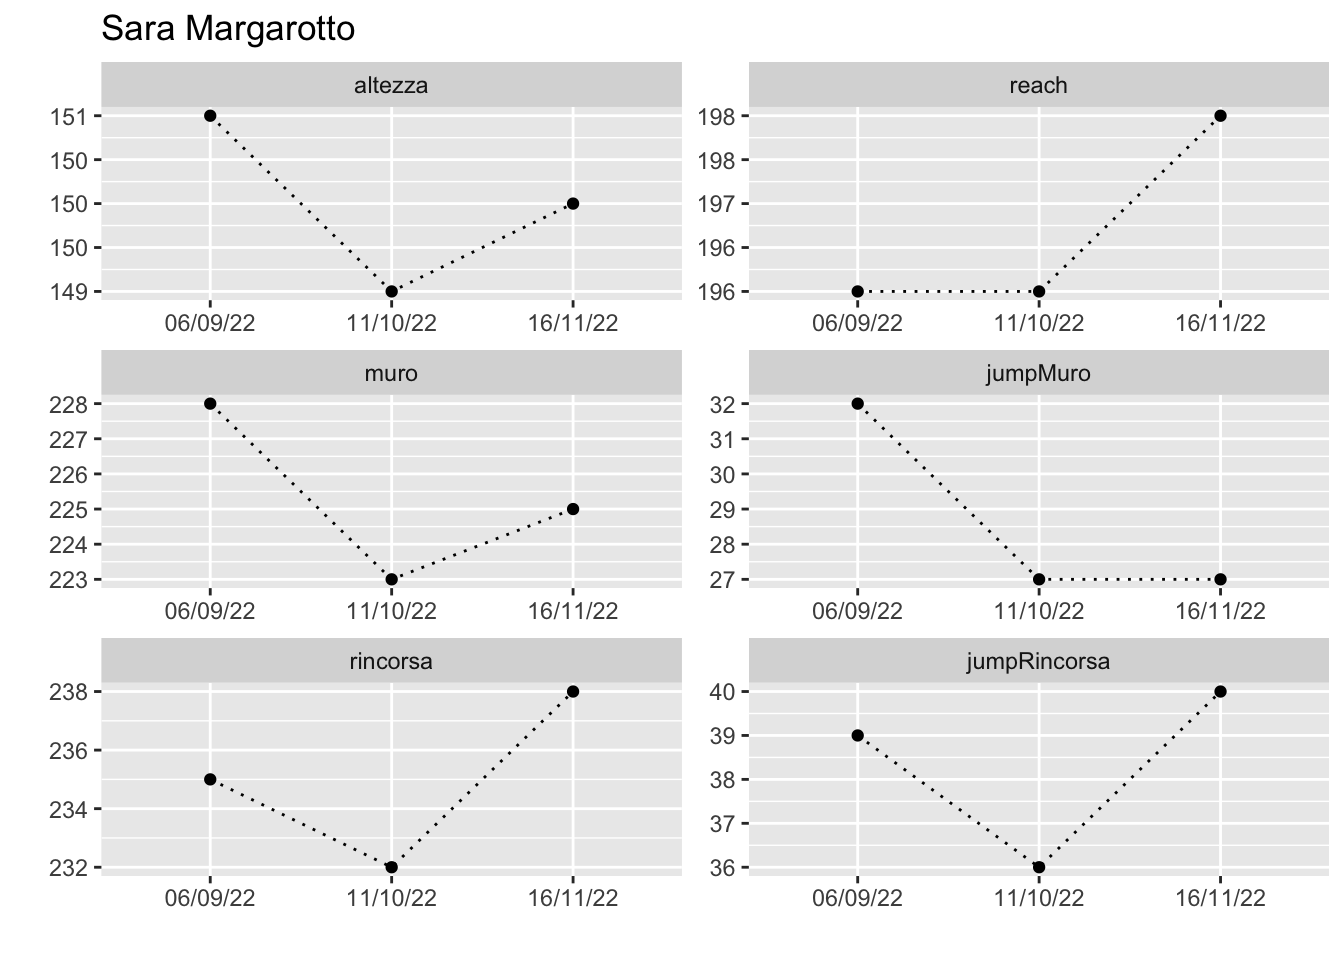 Sara Margarotto
altezza
151
150
150
150
149
06/09/22 11/10/22 16/11/22
reach
198
198
197
196
196
06/09/22 11/10/22 16/11/22
muro
228
227
226
225
224
223
06/09/22 11/10/22 16/11/22
jumpMuro
32
31
30
29
28
27
06/09/22 11/10/22 16/11/22
rincorsa
238
236
234
232
06/09/22 11/10/22 16/11/22
jumpRincorsa
40
39
38
37
36
06/09/22 11/10/22 16/11/22